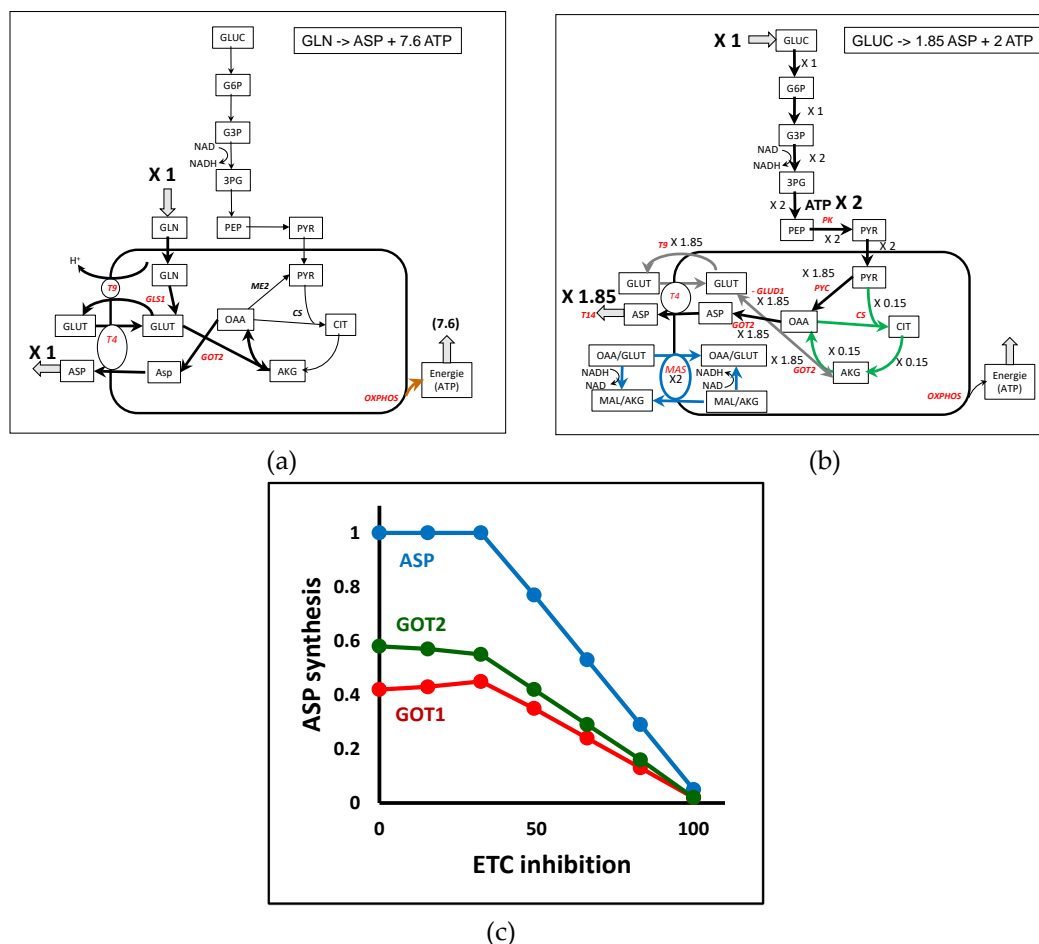 GLUC
GLN -> ASP + 7.6 ATP
G6P
G3P
NAD
NADH
3PG
X 1
GLN
PEP
PYR
H+
T9
GLN
GLS1
PYR
ME2
GLUT
GLUT
OAA
CS
CIT
T4
GOT2
X 1
ASP
Asp
AKG
(7.6)
Energie
(ATP)
OXPHOS
(a)
X 1
GLUC
GLUC -> 1.85 ASP + 2 ATP
X 1
G6P
X 1
G3P
NAD
NADH
X 2
3PG
X 2
ATP X 2
PK
PEP
X 2
PYR
X 2
T9 X 1.85
GLUT
GLUT
T4
- GLUD1
X 1.85
X 1.85
PYC
PYR
X 0.15
X 1.85
T14
ASP
ASP
GOT2
X 1.85
OAA
CS
CIT
OAA/GLUT
OAA/GLUT
X 1.85
GOT2
X 0.15
X 0.15
NADH
NAD
MAS
X2
NADH
NAD
AKG
MAL/AKG
MAL/AKG
OXPHOS
Energie
(ATP)
(b)
ASP synthesis
1
0.8
0.6
0.4
0.2
0
ASP
GOT2
GOT1
0
50
100
ETC inhibition
(c)